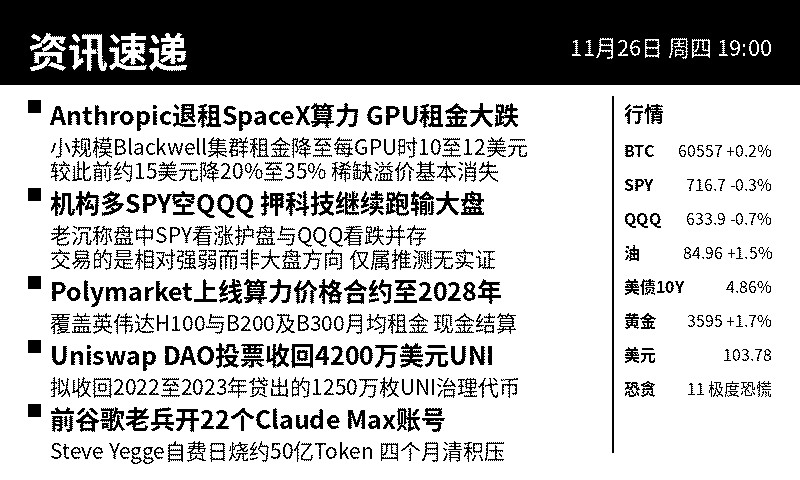 资讯速递
11月26日 周四 19:00
Anthropic退租SpaceX算力 GPU租金大跌
小规模Blackwell集群租金降至每GPU时10至12美元
较此前约15美元降20%至35% 稀缺溢价基本消失
机构多SPY空QQQ 押科技继续跑输大盘
老沉称盘中SPY看涨护盘与QQQ看跌并存
交易的是相对强弱而非大盘方向 仅属推测无实证
Polymarket上线算力价格合约至2028年
覆盖英伟达H100与B200及B300月均租金 现金结算
Uniswap DAO投票收回4200万美元UNI
拟收回2022至2023年贷出的1250万枚UNI治理代币
前谷歌老兵开22个Claude Max账号
Steve Yegge自费日烧约50亿Token 四个月清积压
行情
BTC 60557 +0.2%
SPY 716.7 -0.3%
QQQ 633.9 -0.7%
油 84.96 +1.5%
美债10Y 4.86%
黄金 3595 +1.7%
美元 103.78
恐贪 11 极度恐慌